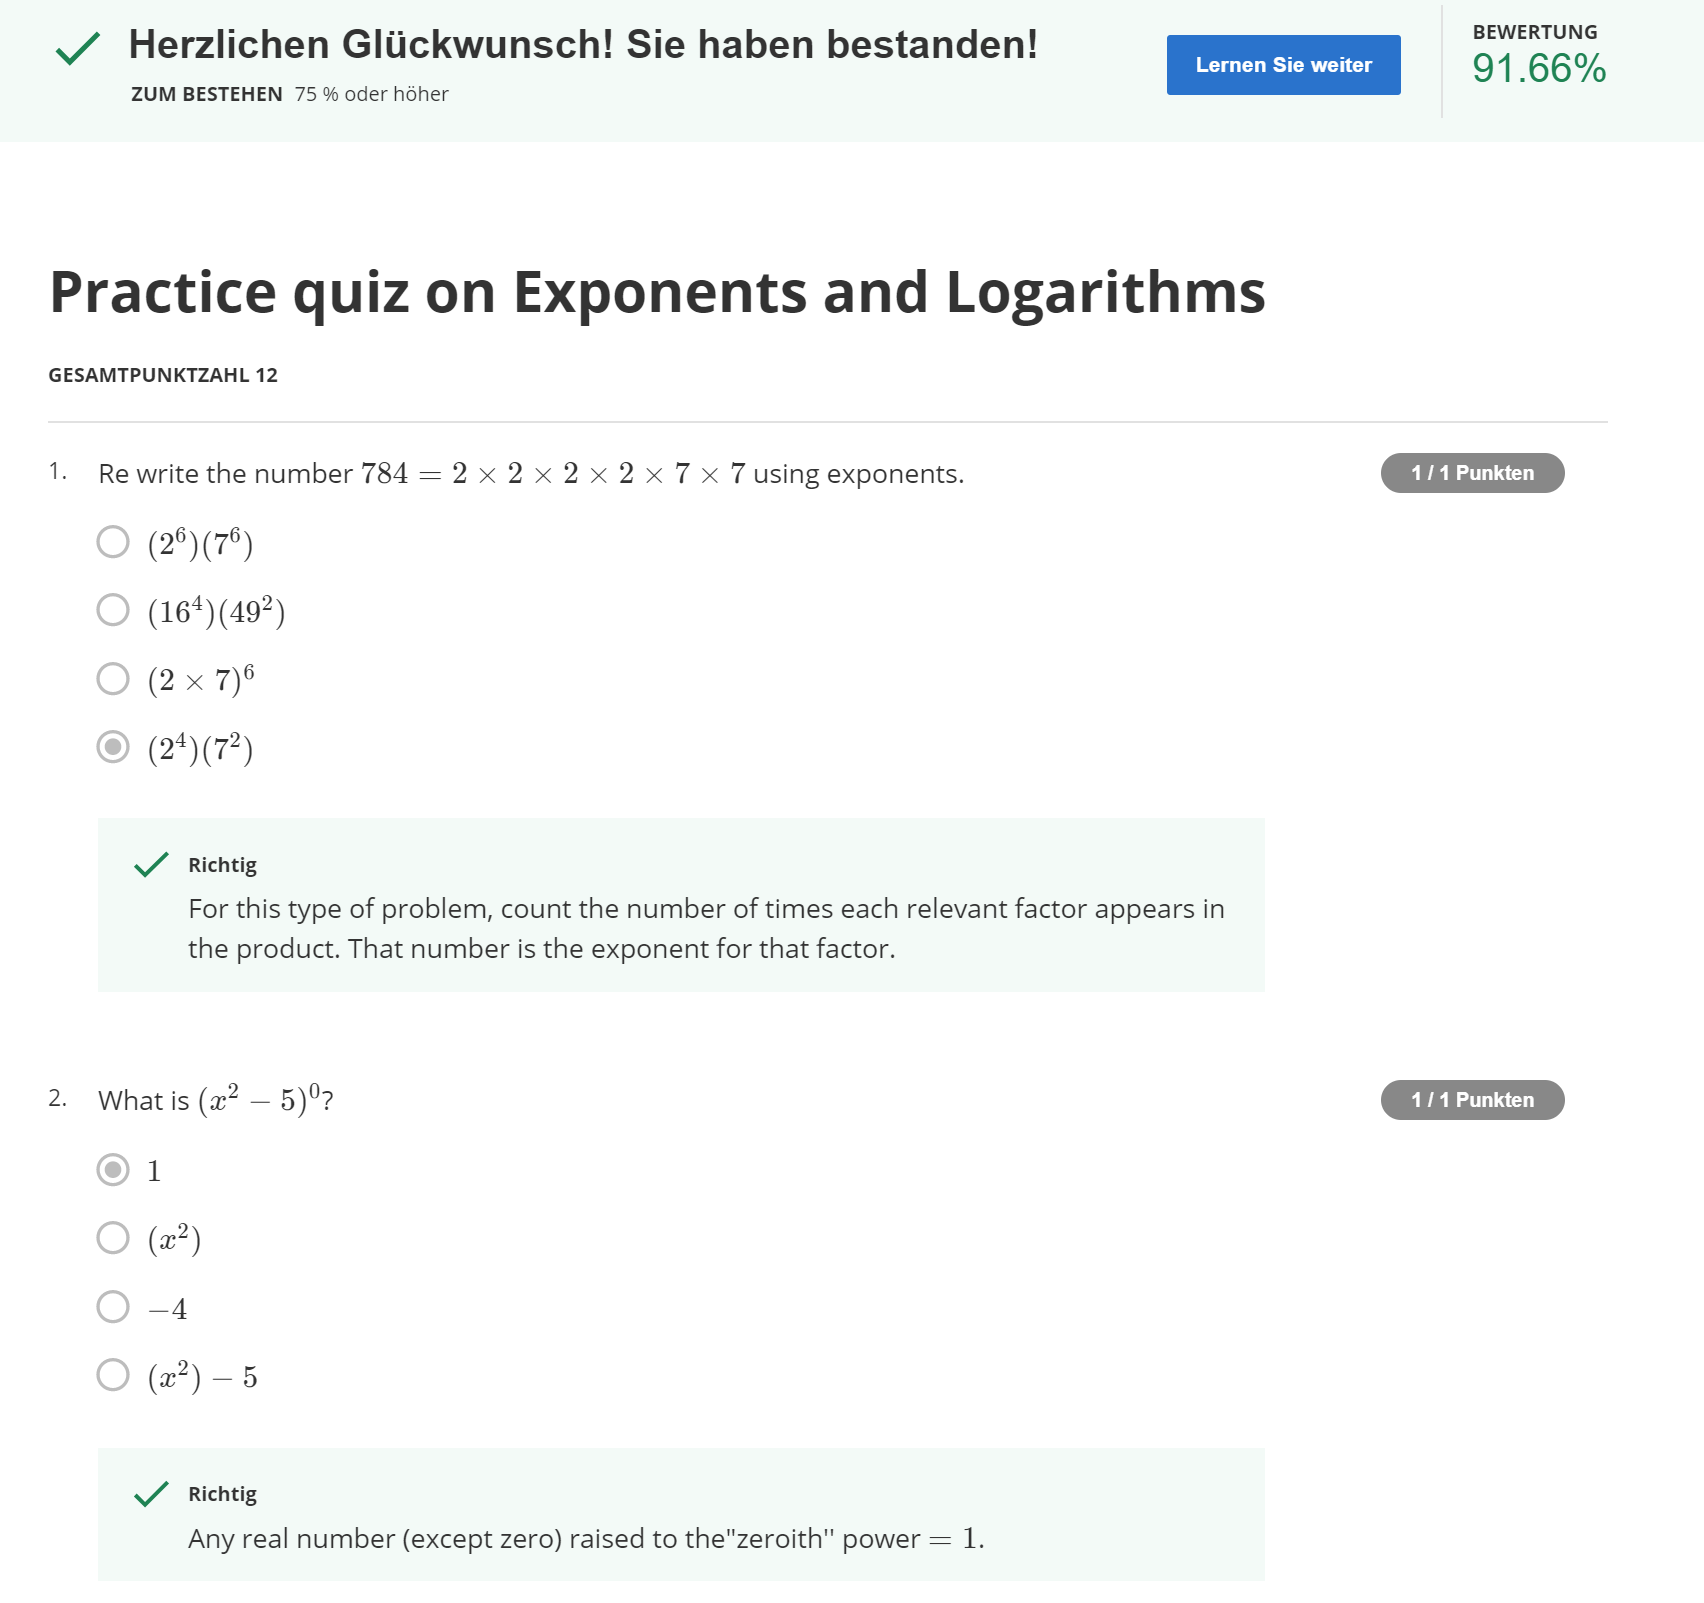 Herzlichen Glückwunsch! Sie haben bestanden!
ZUM BESTEHEN 75 % oder höher
Lernen Sie weiter
BEWERTUNG
91.66%
Practice quiz on Exponents and Logarithms
GESAMTPUNKTZAHL 12
1. Re write the number 784 = 2 × 2 × 2 × 2 × 7 × 7 using exponents.
1 / 1 Punkten
(2⁶)(7⁶)
(16⁴)(49²)
(2 × 7)⁶
(2⁴)(7²)
Richtig
For this type of problem, count the number of times each relevant factor appears in
the product. That number is the exponent for that factor.
2. What is (x² − 5)⁰?
1 / 1 Punkten
1
(x²)
−4
(x²) − 5
Richtig
Any real number (except zero) raised to the"zeroith'' power = 1.